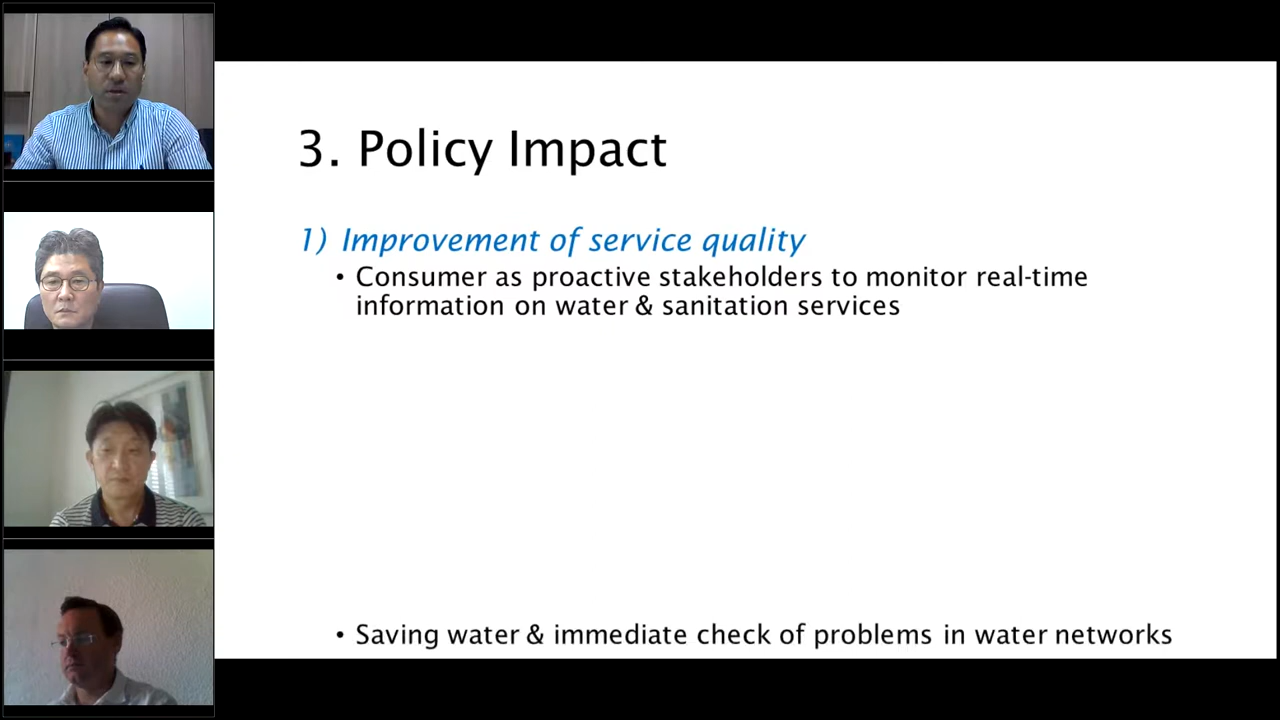 3. Policy Impact
1) Improvement of service quality
• Consumer as proactive stakeholders to monitor real-time
information on water & sanitation services
• Saving water & immediate check of problems in water networks